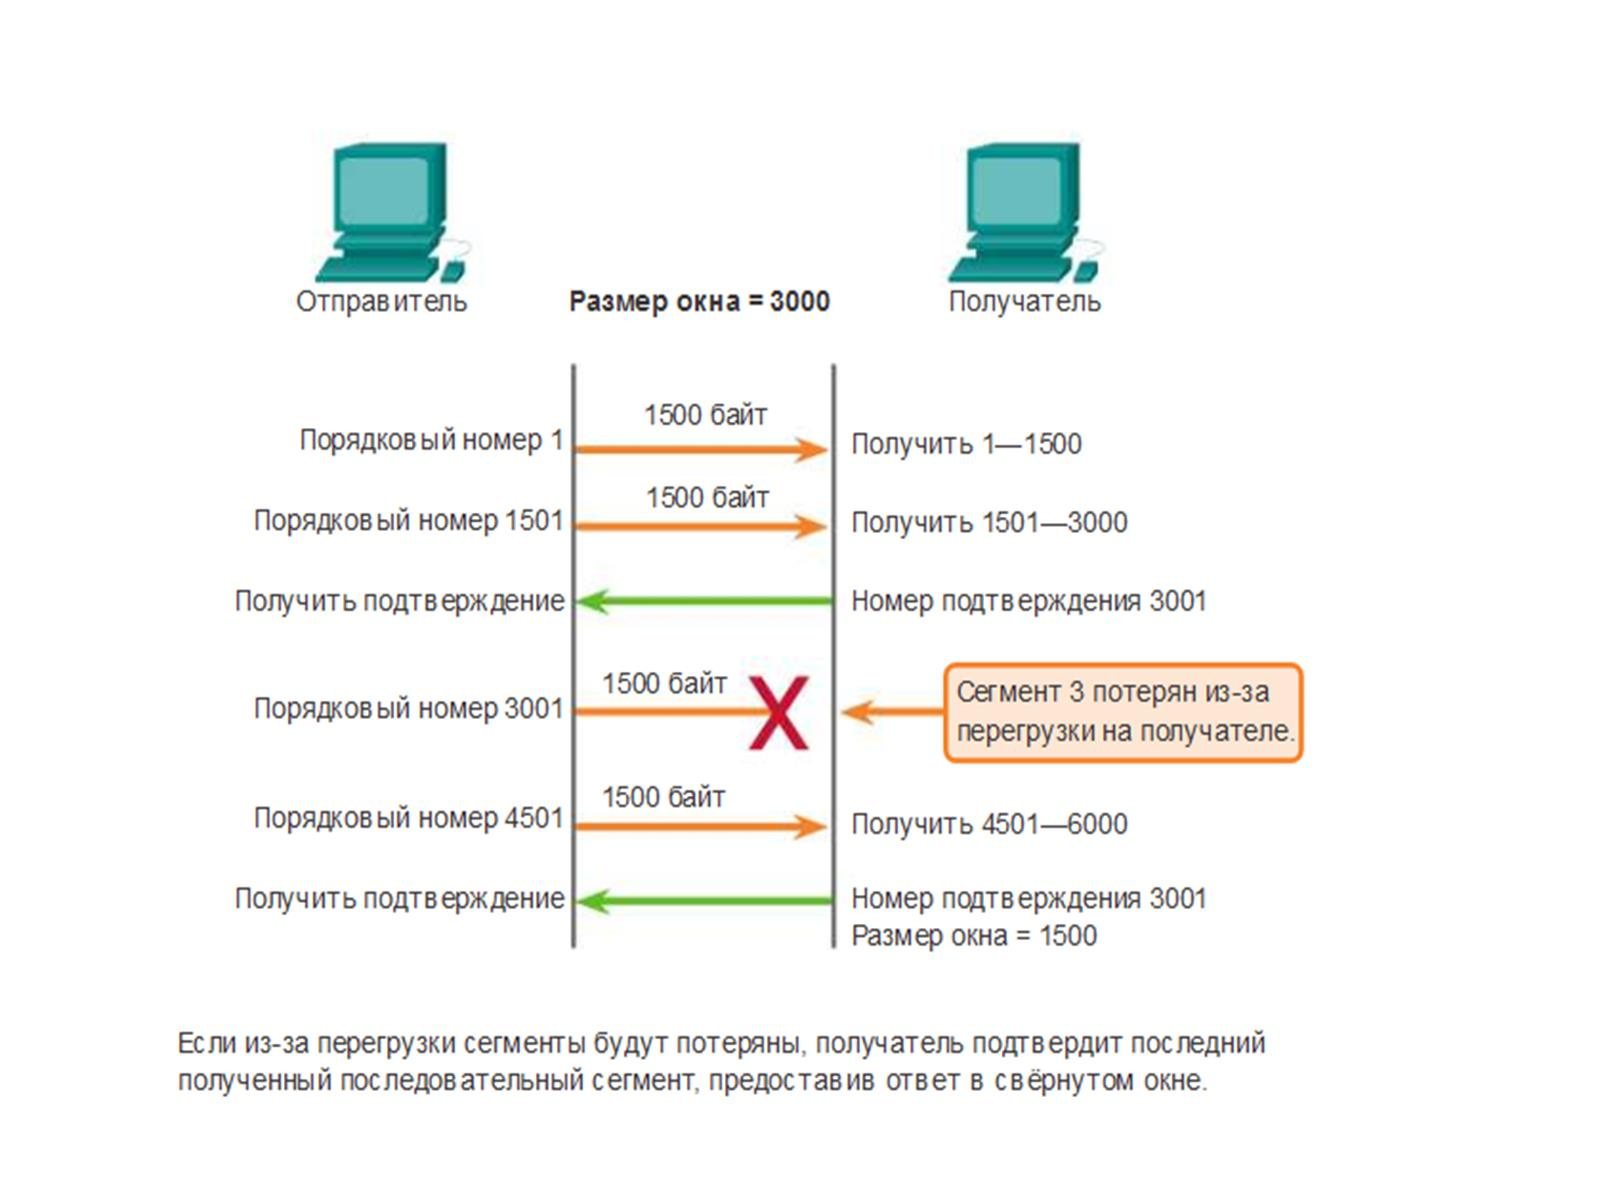 Отправитель
Размер окна = 3000
Получатель
1500 байт
Порядковый номер 1
Получить 1—1500
1500 байт
Порядковый номер 1501
Получить 1501—3000
Получить подтверждение
Номер подтверждения 3001
1500 байт
Порядковый номер 3001
X
Сегмент 3 потерян из-за
перегрузки на получателе.
1500 байт
Порядковый номер 4501
Получить 4501—6000
Получить подтверждение
Номер подтверждения 3001
Размер окна = 1500
Если из-за перегрузки сегменты будут потеряны, получатель подтвердит последний
полученный последовательный сегмент, предоставив ответ в свёрнутом окне.